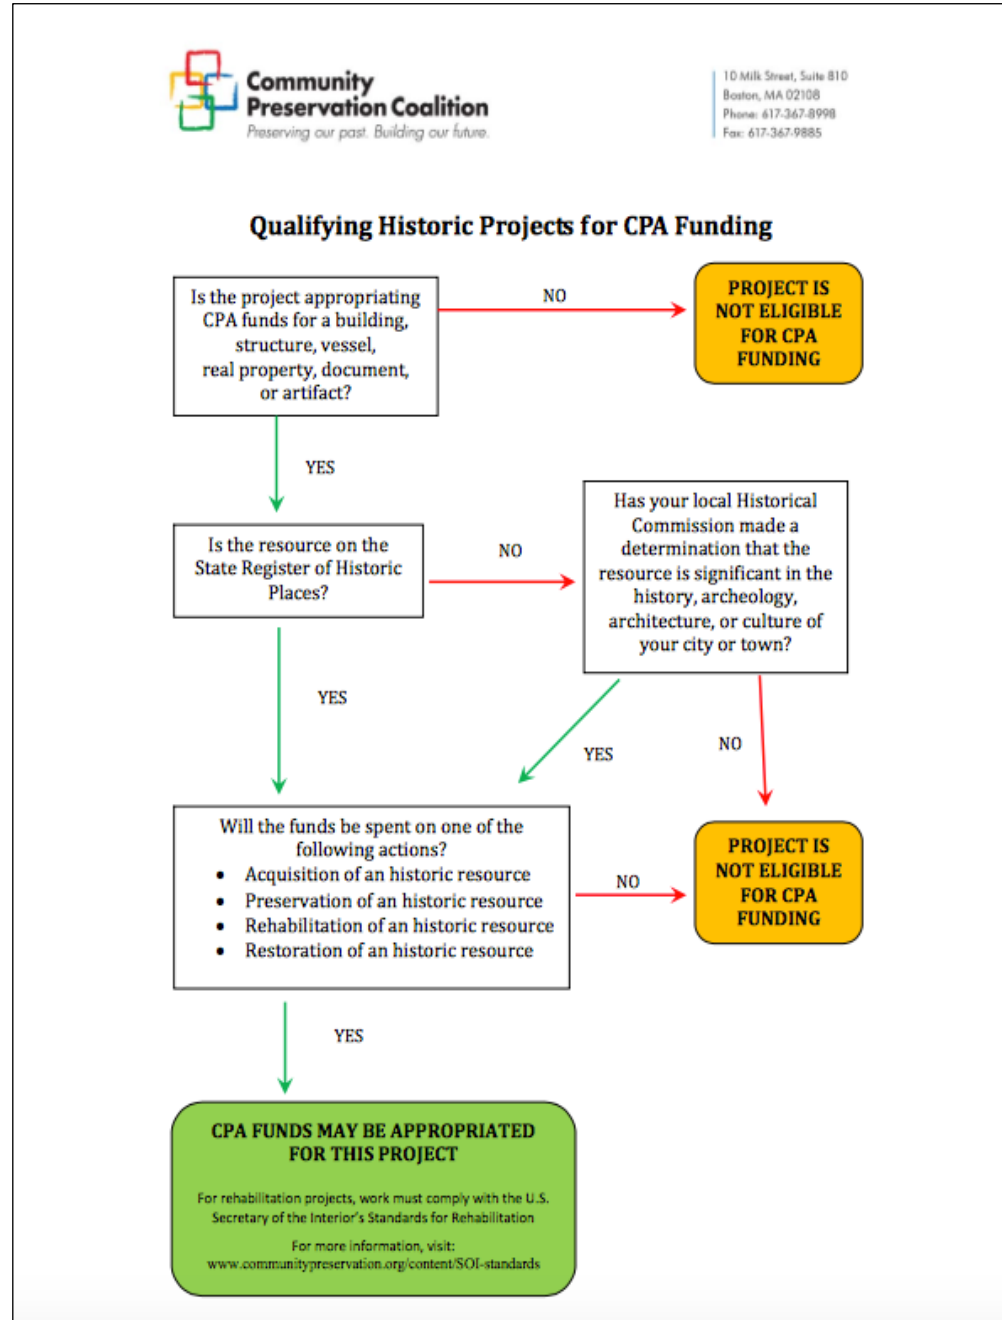 Community
Preservation Coalition
Preserving our past. Building our future.
10 Milk Street, Suite 810
Boston, MA 02108
Phone: 617-367-8998
Fax: 617-367-9885
Qualifying Historic Projects for CPA Funding
Is the project appropriating
CPA funds for a building,
structure, vessel,
real property, document,
or artifact?
NO
PROJECT IS
NOT ELIGIBLE
FOR CPA
FUNDING
YES
Is the resource on the
State Register of Historic
Places?
NO
Has your local Historical
Commission made a
determination that the
resource is significant in the
history, archeology,
architecture, or culture of
your city or town?
YES
YES
NO
Will the funds be spent on one of the
following actions?
• Acquisition of an historic resource
• Preservation of an historic resource
• Rehabilitation of an historic resource
• Restoration of an historic resource
NO
PROJECT IS
NOT ELIGIBLE
FOR CPA
FUNDING
YES
CPA FUNDS MAY BE APPROPRIATED
FOR THIS PROJECT
For rehabilitation projects, work must comply with the U.S.
Secretary of the Interior's Standards for Rehabilitation
For more information, visit:
www.communitypreservation.org/content/SOI-standards